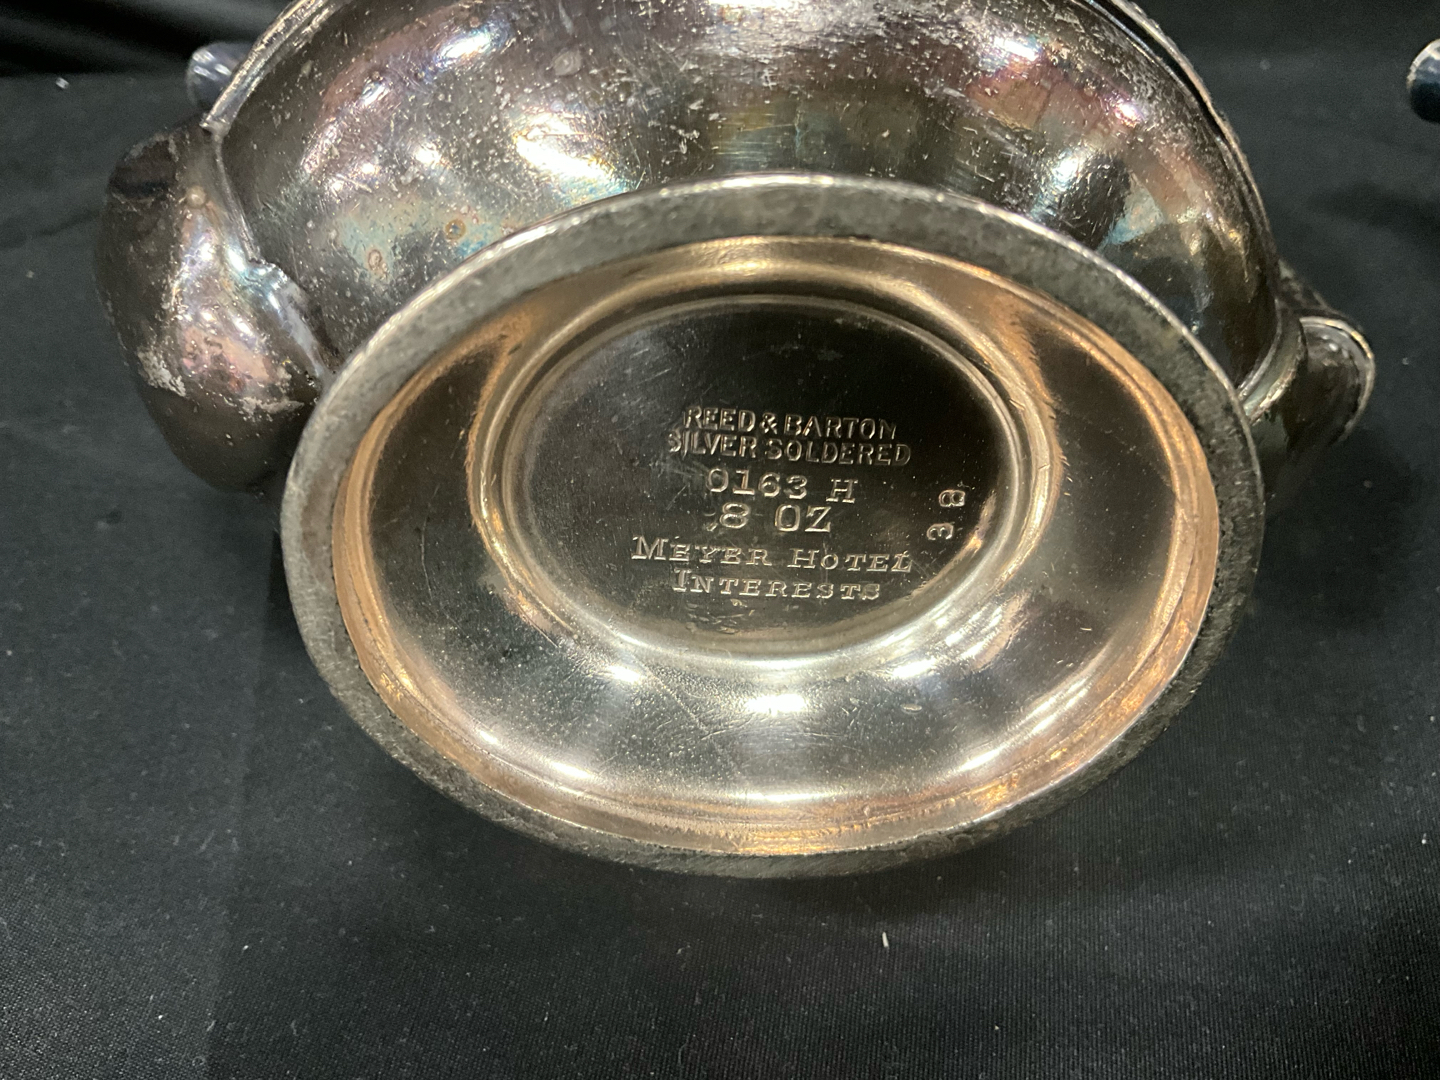 REED & BARTON
SILVER SOLDERED
0163 H
8 OZ
MEYER HOTEL
INTERESTS
38